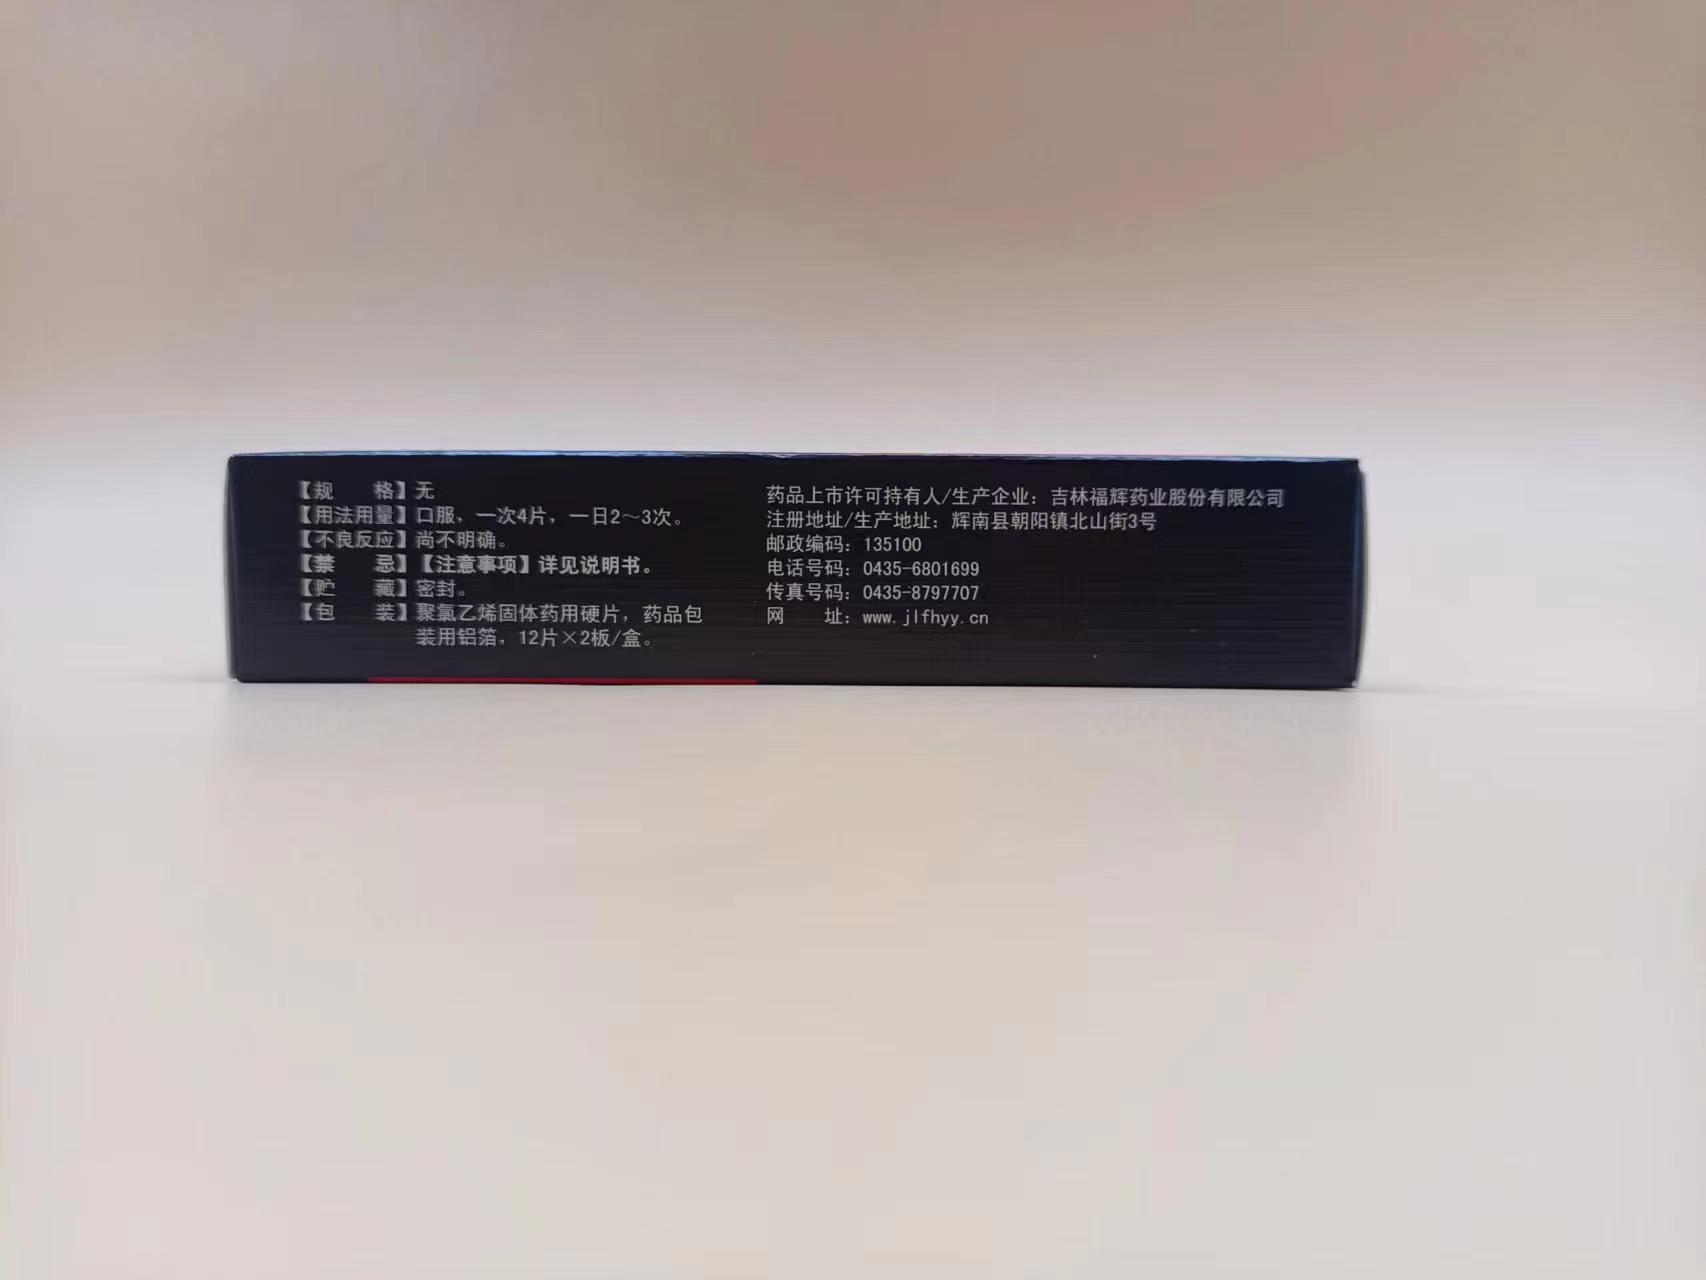 【规　　格】无
【用法用量】口服，一次4片，一日2～3次。
【不良反应】尚不明确。
【禁　　忌】【注意事项】详见说明书。
【贮　　藏】密封。
【包　　装】聚氯乙烯固体药用硬片，药品包
装用铝箔，12片×2板/盒。
药品上市许可持有人/生产企业：吉林福辉药业股份有限公司
注册地址/生产地址：辉南县朝阳镇北山街3号
邮政编码：135100
电话号码：0435-6801699
传真号码：0435-8797707
网　　址：www.jlfhyy.cn